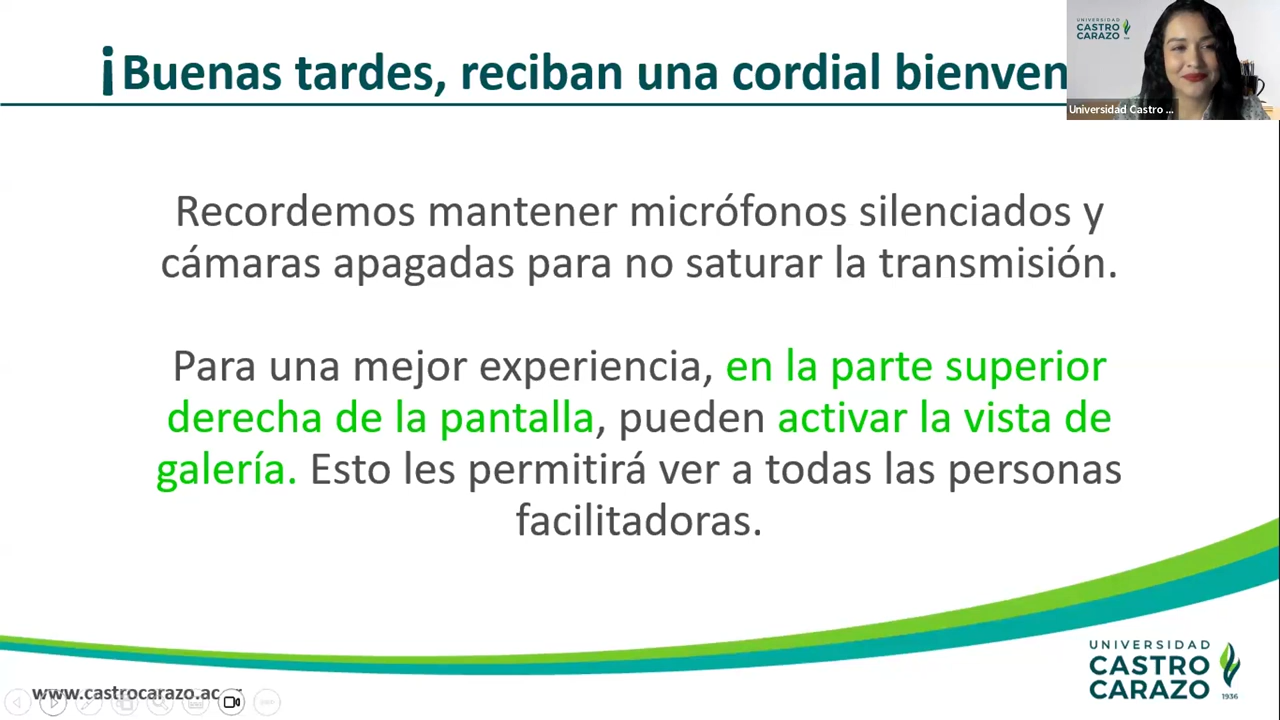 ¡Buenas tardes, reciban una cordial bienven
UNIVERSIDAD
CASTRO
CARAZO
Universidad Castro ...
Recordemos mantener micrófonos silenciados y
cámaras apagadas para no saturar la transmisión.
Para una mejor experiencia, en la parte superior
derecha de la pantalla, pueden activar la vista de
galería. Esto les permitirá ver a todas las personas
facilitadoras.
UNIVERSIDAD
CASTRO
CARAZO
1936
www.castrocarazo.ac